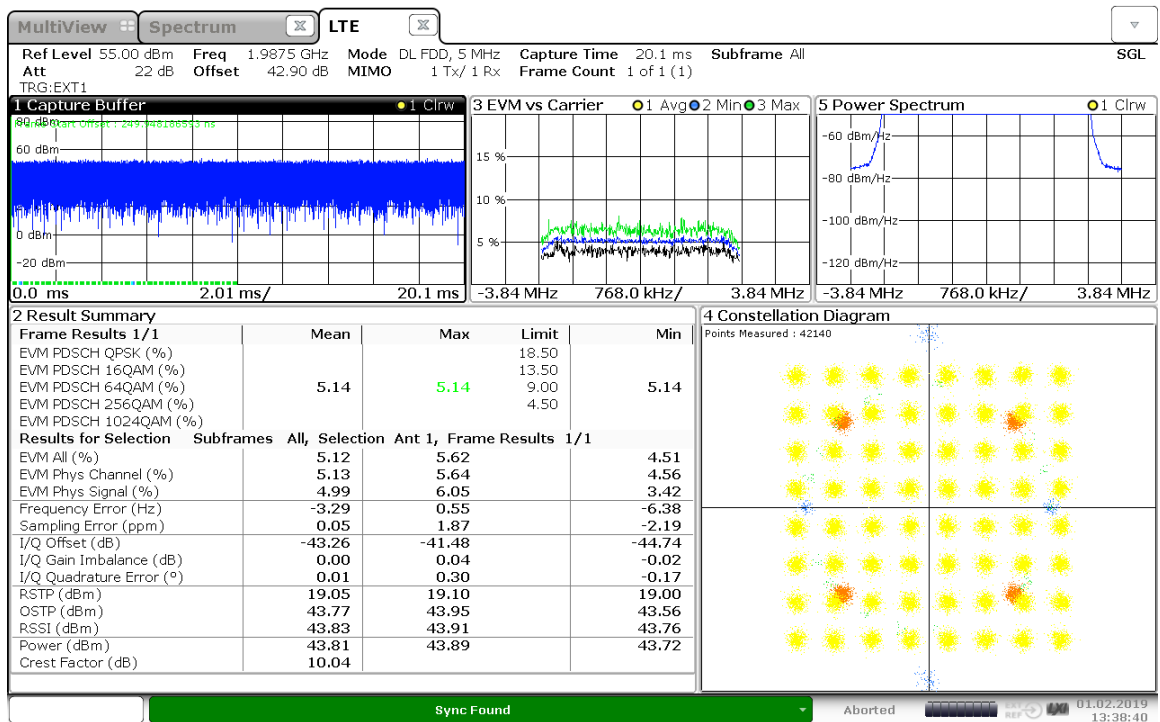 MultiView Spectrum LTE
Ref Level 55.00 dBm Freq 1.9875 GHz Mode DL FDD, 5 MHz Capture Time 20.1 ms Subframe All SGL
Att 22 dB Offset 42.90 dB MIMO 1 Tx/ 1 Rx Frame Count 1 of 1 (1)
TRG:EXT1
1 Capture Buffer 1 Clrw
80 dBm
Frame Start Offset : 249.948186593 ns
60 dBm
0 dBm
-20 dBm
0.0 ms 2.01 ms/ 20.1 ms
3 EVM vs Carrier 1 Avg 2 Min 3 Max
15 %
10 %
5 %
-3.84 MHz 768.0 kHz/ 3.84 MHz
5 Power Spectrum 1 Clrw
-60 dBm/Hz
-80 dBm/Hz
-100 dBm/Hz
-120 dBm/Hz
-3.84 MHz 768.0 kHz/ 3.84 MHz
2 Result Summary
Frame Results 1/1 Mean Max Limit Min
EVM PDSCH QPSK (%) 18.50
EVM PDSCH 16QAM (%) 13.50
EVM PDSCH 64QAM (%) 5.14 5.14 9.00 5.14
EVM PDSCH 256QAM (%) 4.50
EVM PDSCH 1024QAM (%)
Results for Selection Subframes All, Selection Ant 1, Frame Results 1/1
EVM All (%) 5.12 5.62 4.51
EVM Phys Channel (%) 5.13 5.64 4.56
EVM Phys Signal (%) 4.99 6.05 3.42
Frequency Error (Hz) -3.29 0.55 -6.38
Sampling Error (ppm) 0.05 1.87 -2.19
I/Q Offset (dB) -43.26 -41.48 -44.74
I/Q Gain Imbalance (dB) 0.00 0.04 -0.02
I/Q Quadrature Error (°) 0.01 0.30 -0.17
RSTP (dBm) 19.05 19.10 19.00
OSTP (dBm) 43.77 43.95 43.56
RSSI (dBm) 43.83 43.91 43.76
Power (dBm) 43.81 43.89 43.72
Crest Factor (dB) 10.04
4 Constellation Diagram
Points Measured : 42140
Sync Found
Aborted
EXT REF
LXI
01.02.2019
13:38:40